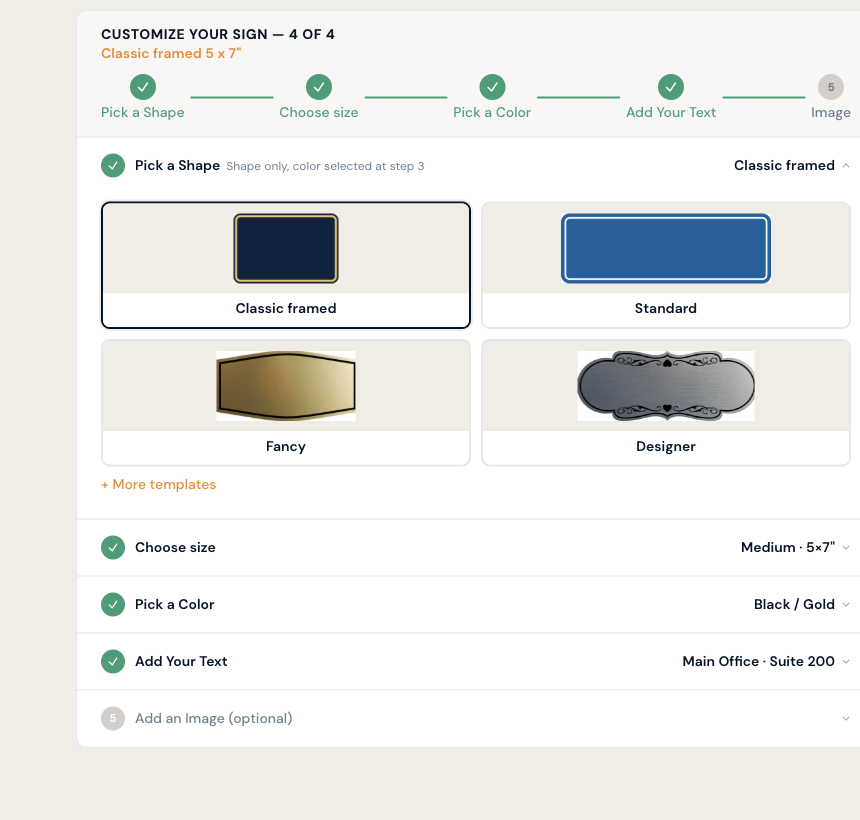 CUSTOMIZE YOUR SIGN — 4 OF 4
Classic framed 5 x 7"
5
Pick a Shape Choose size Pick a Color Add Your Text Image
Pick a Shape Shape only, color selected at step 3 Classic framed
Classic framed Standard
Fancy Designer
+ More templates
Choose size Medium · 5×7"
Pick a Color Black / Gold
Add Your Text Main Office · Suite 200
5 Add an Image (optional)